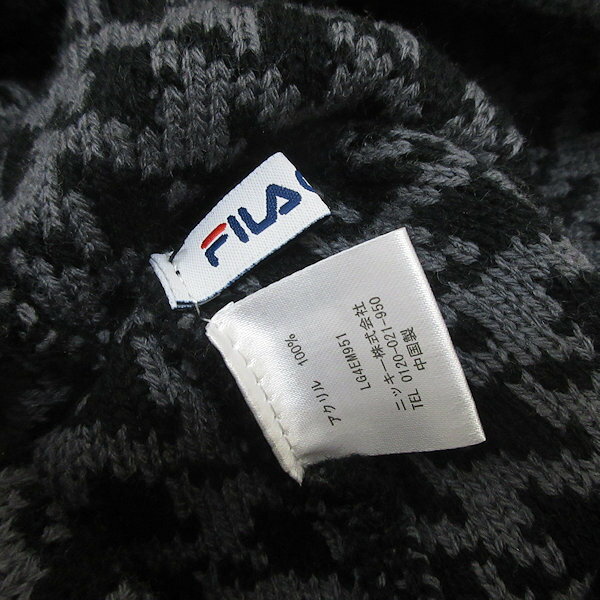 FILA
アクリル 100%
LG4EM951
ニッキー株式会社
TEL 0120-021-950
中国製